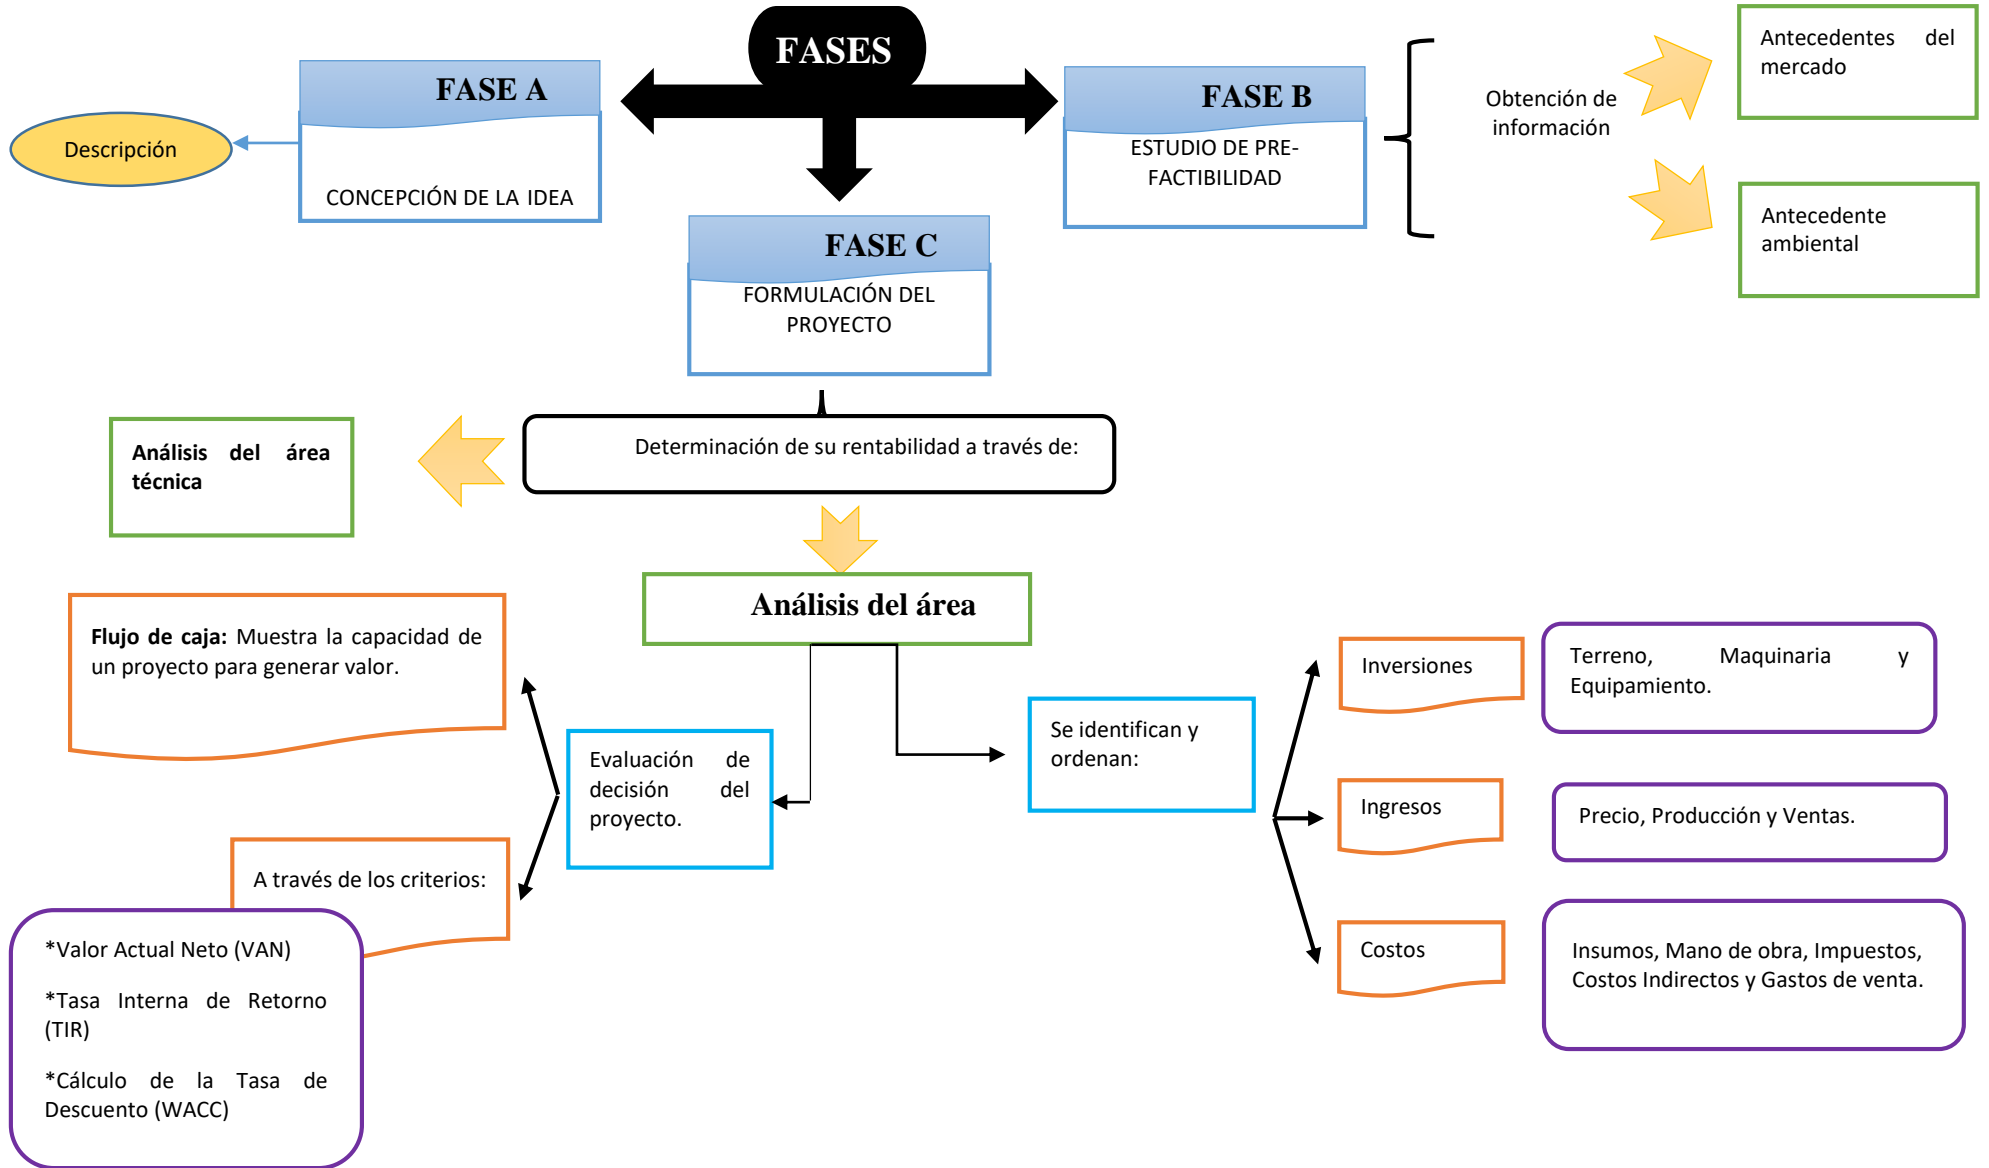 FASES
FASE A
CONCEPCIÓN DE LA IDEA
Descripción
FASE B
ESTUDIO DE PRE-
FACTIBILIDAD
Obtención de
información
Antecedentes del
mercado
Antecedente
ambiental
FASE C
FORMULACIÓN DEL
PROYECTO
Determinación de su rentabilidad a través de:
Análisis del área
técnica
Análisis del área
Flujo de caja: Muestra la capacidad de
un proyecto para generar valor.
Evaluación de
decisión del
proyecto.
A través de los criterios:
*Valor Actual Neto (VAN)
*Tasa Interna de Retorno
(TIR)
*Cálculo de la Tasa de
Descuento (WACC)
Se identifican y
ordenan:
Inversiones
Terreno, Maquinaria y
Equipamiento.
Ingresos
Precio, Producción y Ventas.
Costos
Insumos, Mano de obra, Impuestos,
Costos Indirectos y Gastos de venta.